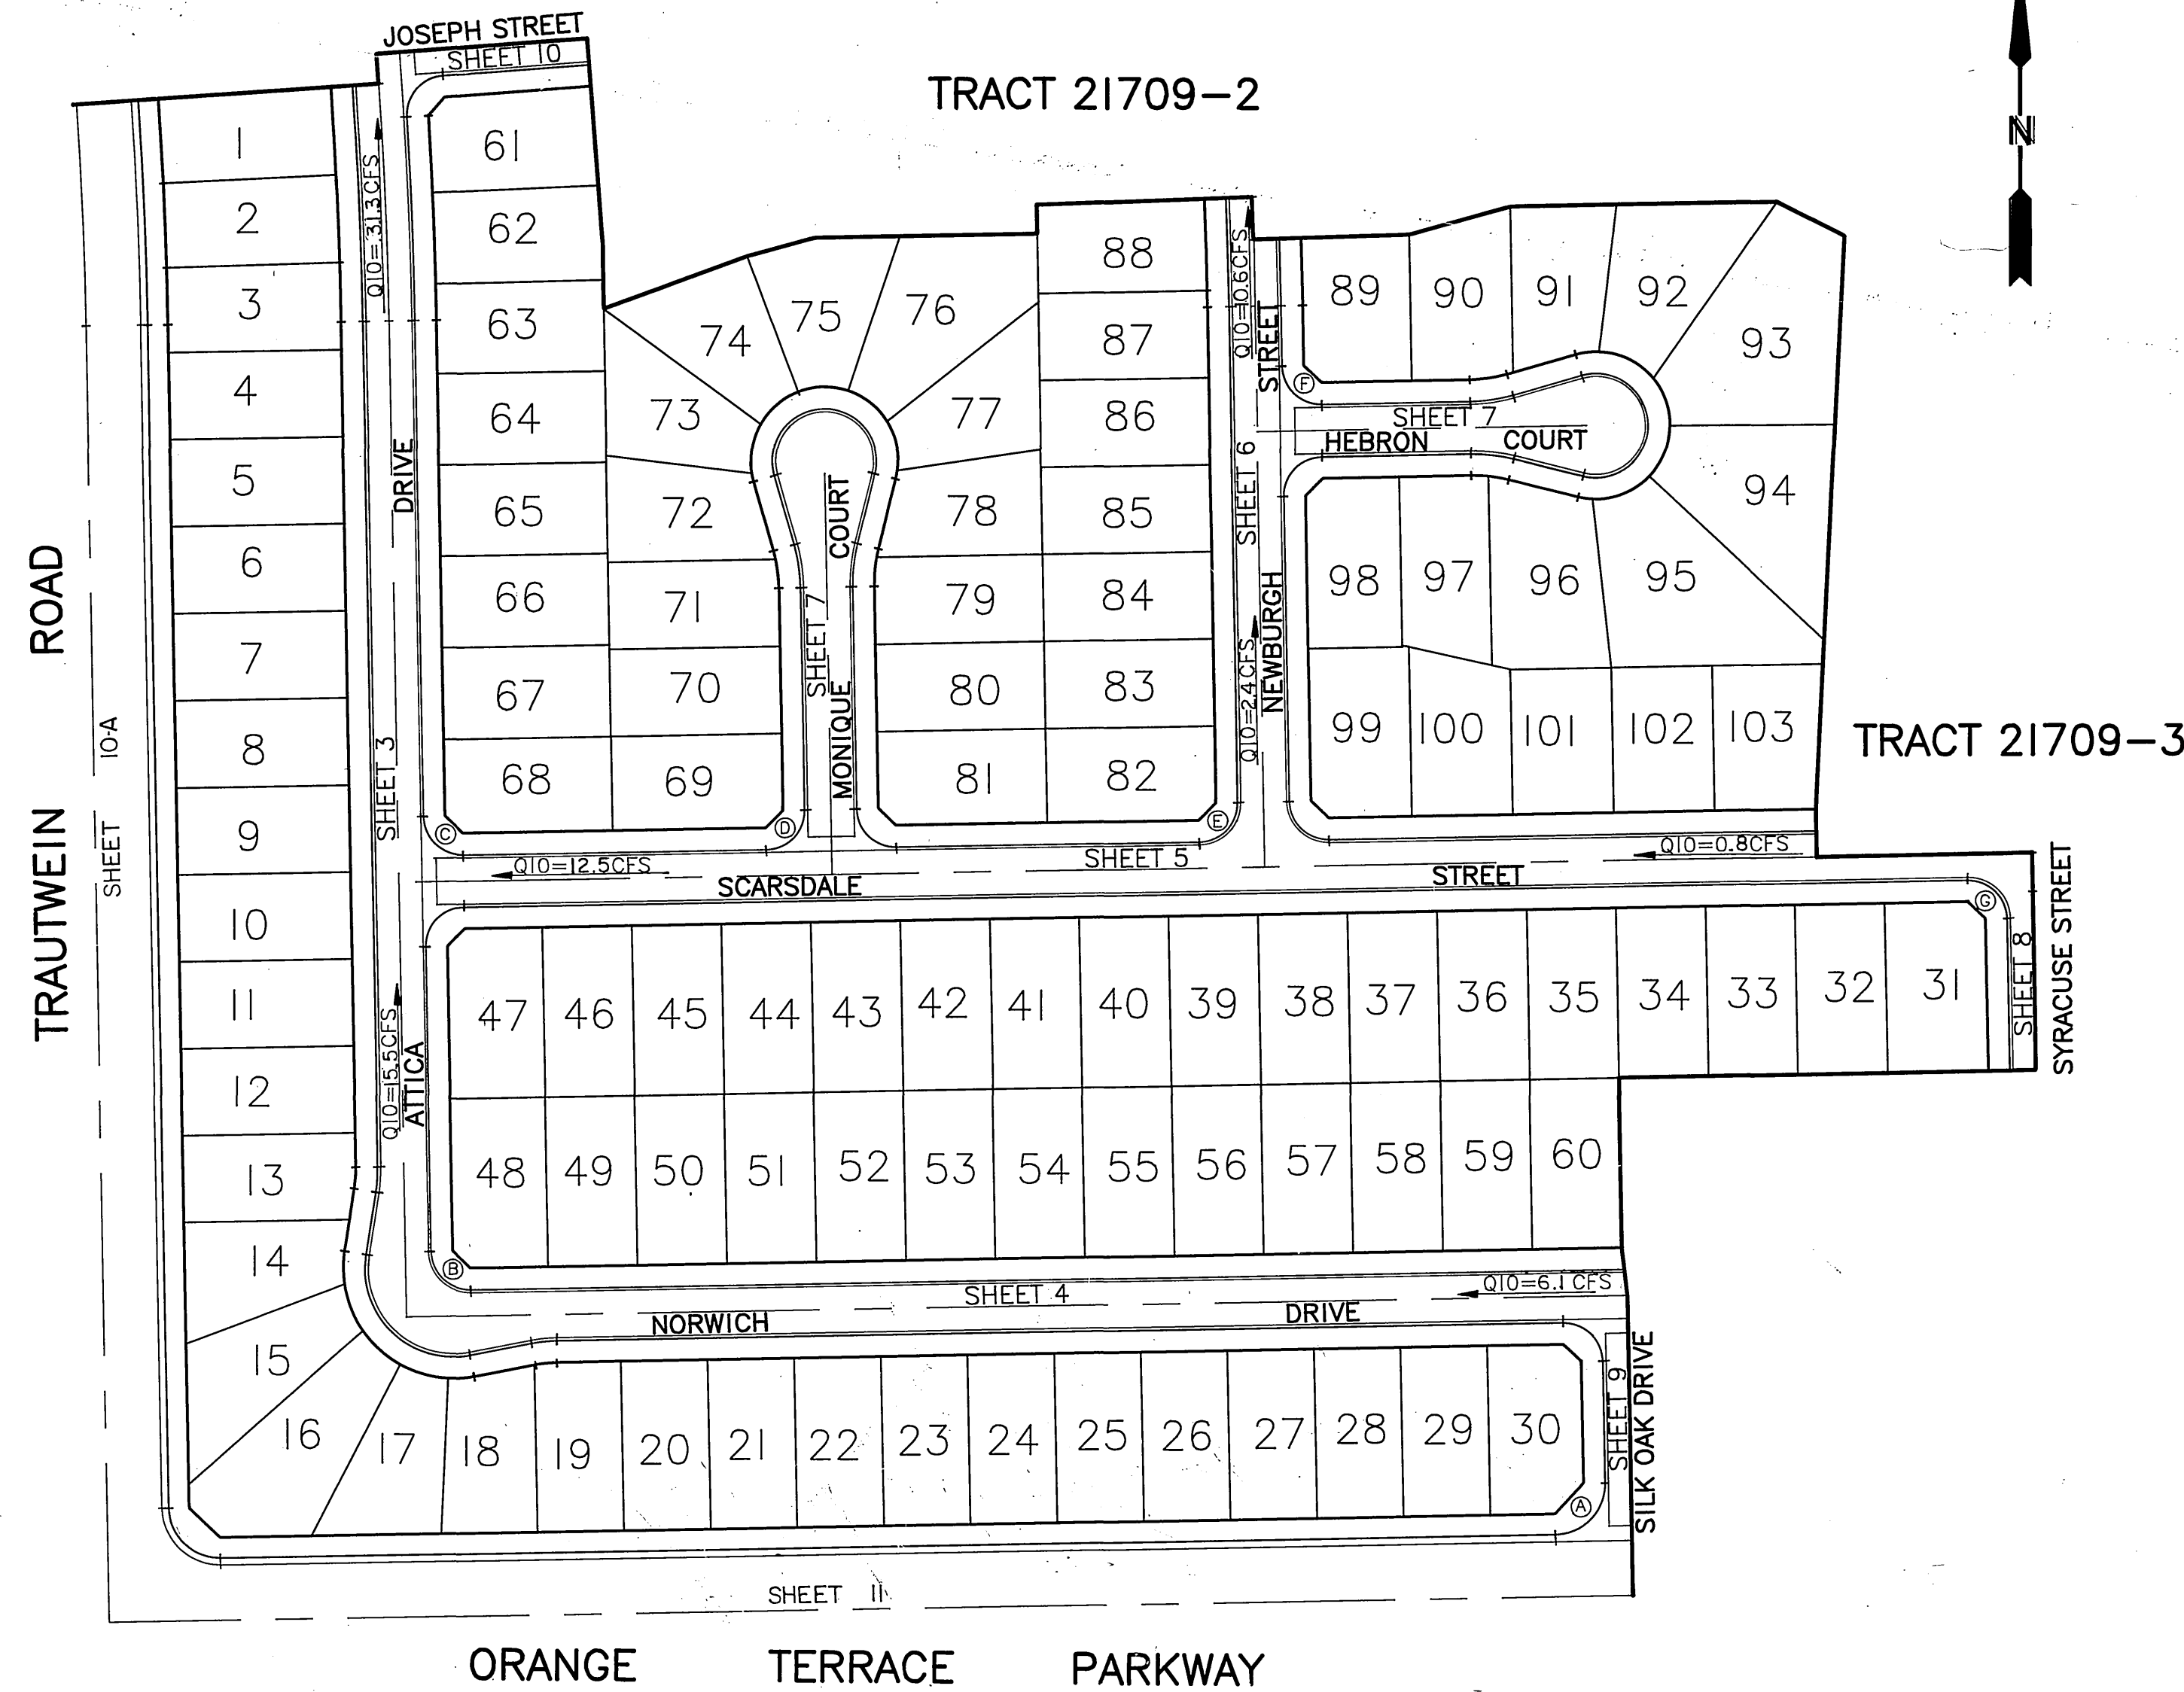 JOSEPH STREET
SHEET 10
TRACT 21709-2
N
1
2
3
4
5
6
7
8
9
10
11
12
13
14
15
16
17
18
19
20
21
22
23
24
25
26
27
28
29
30
61
62
63
64
65
66
67
68
69
70
71
72
73
74
75
76
77
78
79
80
81
82
83
84
85
86
87
88
89
90
91
92
93
94
95
96
97
98
99
100
101
102
103
47
46
45
44
43
42
41
40
39
38
37
36
35
34
33
32
31
48
49
50
51
52
53
54
55
56
57
58
59
60
Q10=31.3CFS
ATTICA DRIVE
SHEET 3
Q10=15.5CFS
MONIQUE COURT
SHEET 7
Q10=0.6CFS
NEWBURGH STREET
SHEET 6
Q10=2.4CFS
SHEET 7
HEBRON COURT
F
C
D
E
G
B
A
Q10=12.5CFS
SHEET 5
Q10=0.8CFS
SCARSDALE STREET
TRACT 21709-3
SHEET 8
SYRACUSE STREET
SHEET 4
Q10=6.1 CFS
NORWICH DRIVE
SHEET 9
SILK OAK DRIVE
TRAUTWEIN ROAD
SHEET 10-A
SHEET 11
ORANGE TERRACE PARKWAY